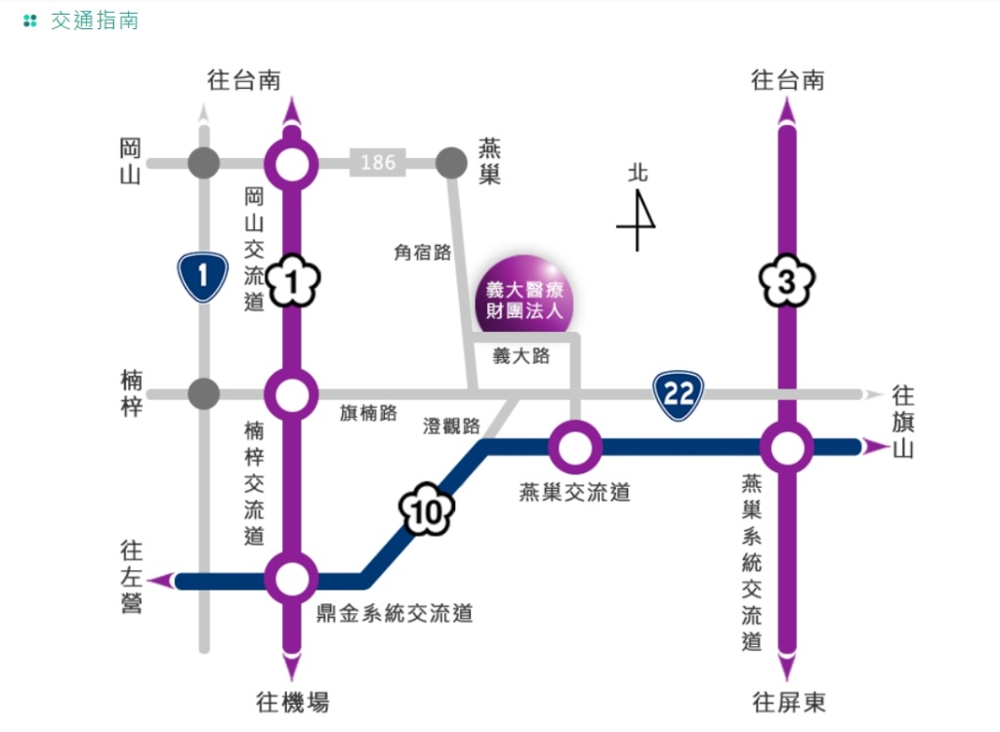 交通指南
往台南
往台南
岡山
186
燕巢
北
岡山交流道
角宿路
1
1
義大醫療
財團法人
3
義大路
楠梓
22
往旗山
旗楠路
澄觀路
楠梓交流道
燕巢交流道
燕巢系統交流道
10
往左營
鼎金系統交流道
往機場
往屏東